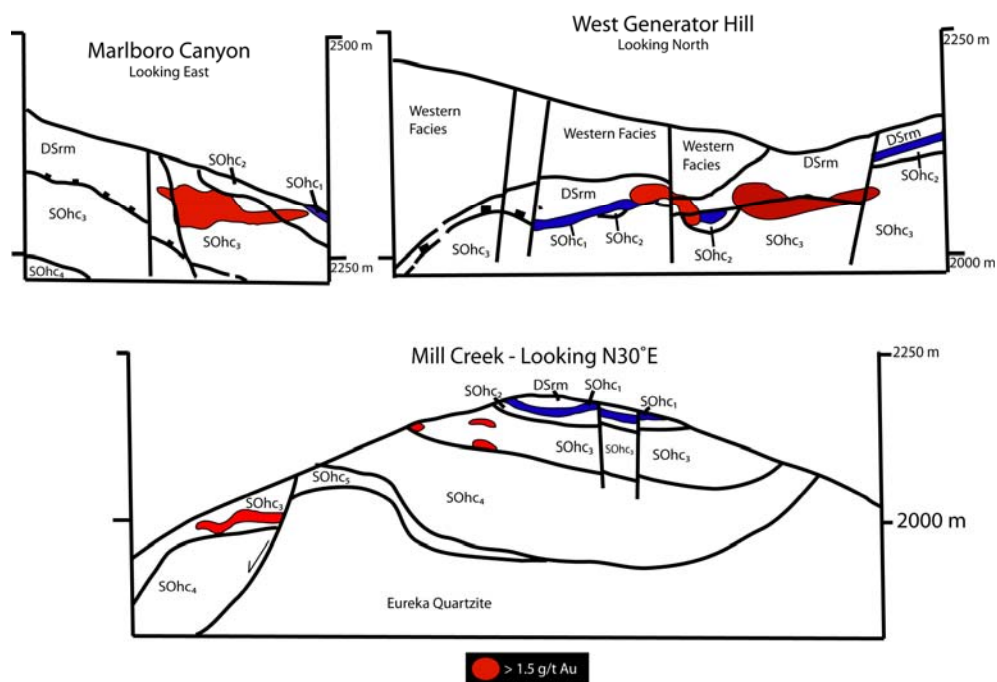 Marlboro Canyon
Looking East
2500 m
DSrm
SOhc₂
SOhc₁
SOhc₃
SOhc₃
SOhc₄
2250 m
West Generator Hill
Looking North
2250 m
Western
Facies
Western Facies
Western
Facies
DSrm
DSrm
SOhc₂
DSrm
SOhc₃
SOhc₁
SOhc₂
SOhc₂
SOhc₃
SOhc₃
2000 m
Mill Creek - Looking N30°E
2250 m
SOhc₂
DSrm
SOhc₁
SOhc₁
SOhc₃
SOhc₃
SOhc₃
SOhc₅
SOhc₄
SOhc₃
2000 m
SOhc₄
Eureka Quartzite
> 1.5 g/t Au